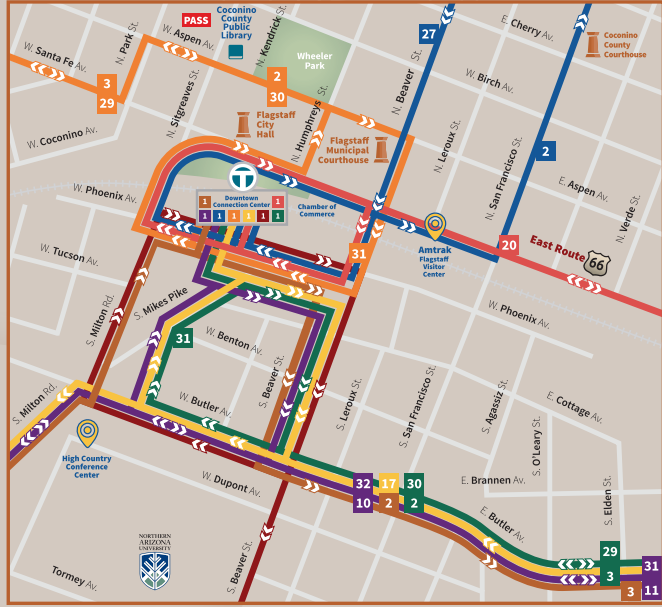 PASS
Coconino
County
Public
Library
N. Park St.
W. Aspen Av.
N. Kendrick St.
Wheeler
Park
27
E. Cherry Av.
Coconino
County
Courthouse
W. Santa Fe Av.
3
29
2
30
N. Sitgreaves St.
N. Humphreys St.
N. Beaver St.
W. Birch Av.
W. Coconino Av.
Flagstaff
City
Hall
Flagstaff
Municipal
Courthouse
N. Leroux St.
N. San Francisco St.
2
E. Aspen Av.
N. Verde St.
W. Phoenix Av.
T
Downtown
Connection Center
1
1
1
1
1
1
1
1
Chamber of
Commerce
Amtrak
Flagstaff
Visitor
Center
20
East Route
66
31
W. Tucson Av.
S. Mikes Pike
S. Milton Rd.
W. Phoenix Av.
31
W. Benton Av.
S. Beaver St.
S. Leroux St.
S. San Francisco St.
S. Agassiz St.
E. Cottage Av.
S. O'Leary St.
S. Milton Rd.
W. Butler Av.
High Country
Conference
Center
W. Dupont Av.
32
17
30
10
2
2
E. Brannen Av.
E. Butler Av.
S. Elden St.
NORTHERN
ARIZONA
UNIVERSITY
Tormey Av.
S. Beaver St.
29
3
31
3
11